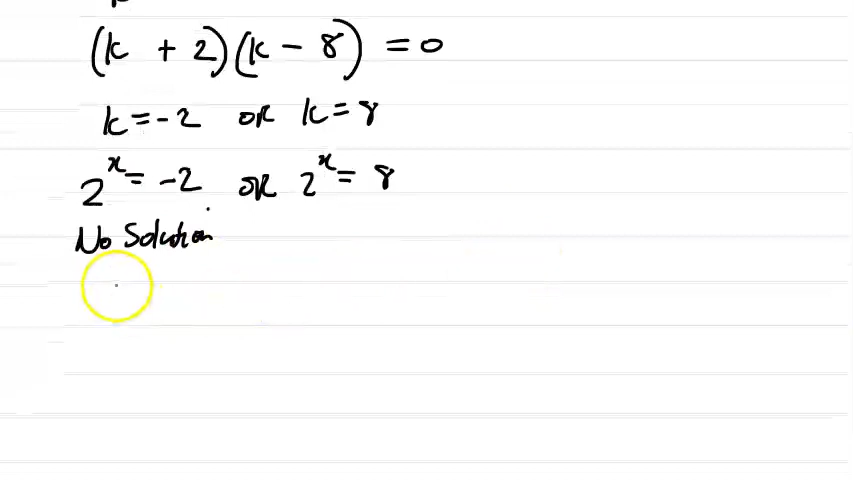 (k + 2)(k - 8) = 0
k = -2 or k = 8
2^x = -2 or 2^x = 8
No Solution